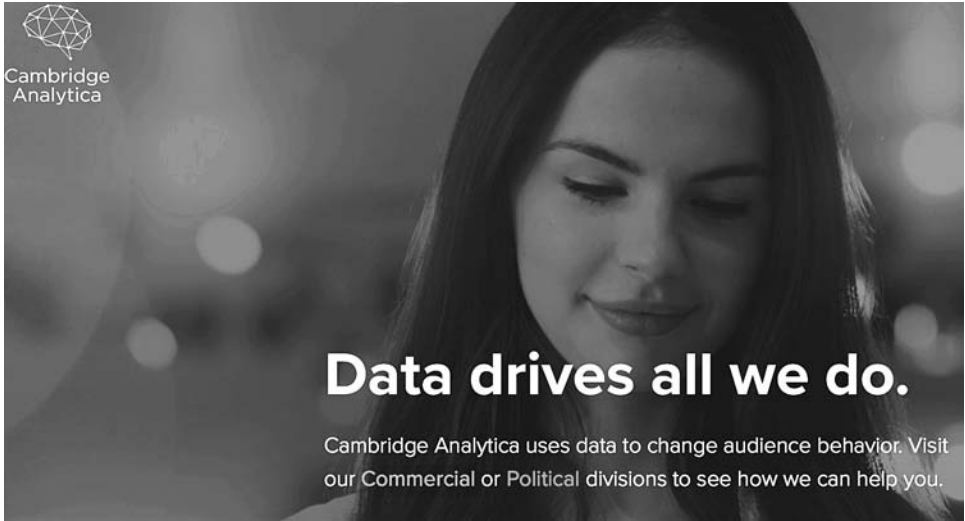 Cambridge
Analytica
Data drives all we do.
Cambridge Analytica uses data to change audience behavior. Visit
our Commercial or Political divisions to see how we can help you.